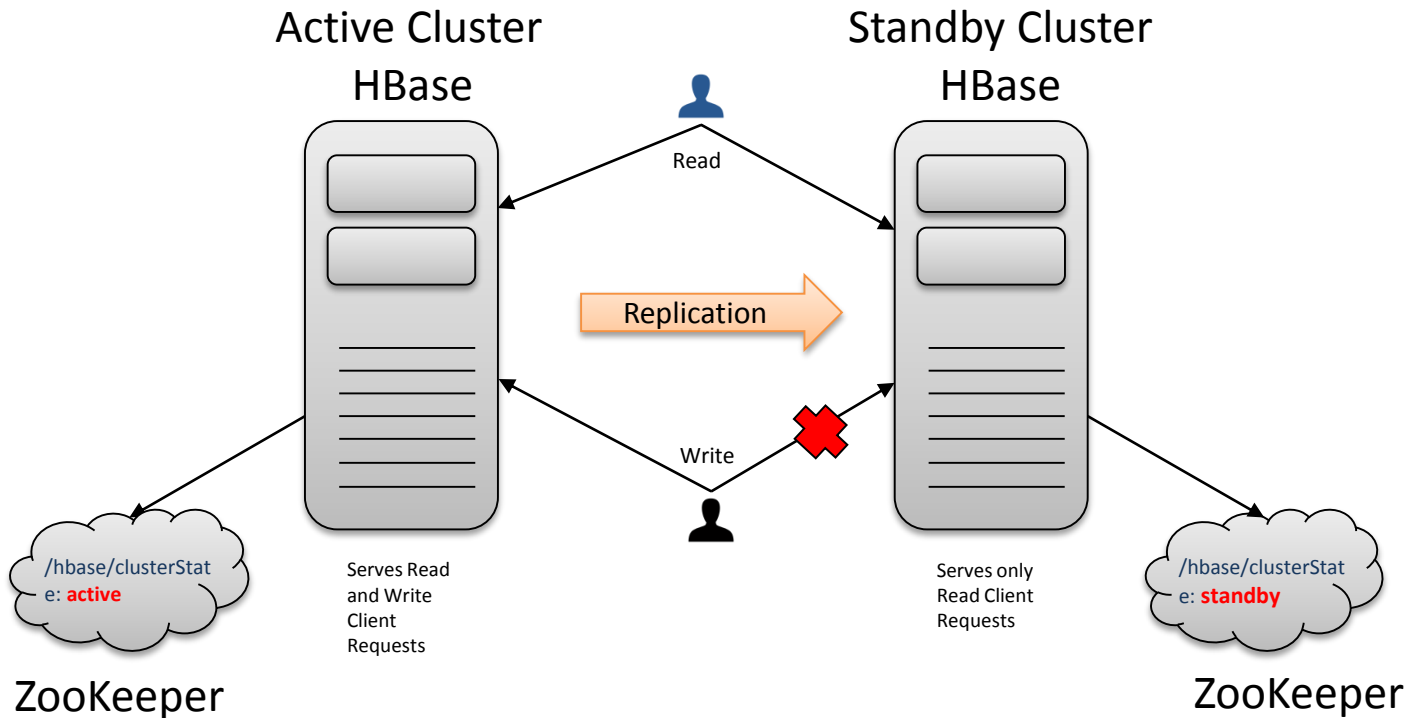 Active Cluster
HBase
Standby Cluster
HBase
Read
Replication
Write
/hbase/clusterStat
e: active
Serves Read
and Write
Client
Requests
Serves only
Read Client
Requests
/hbase/clusterStat
e: standby
ZooKeeper
ZooKeeper